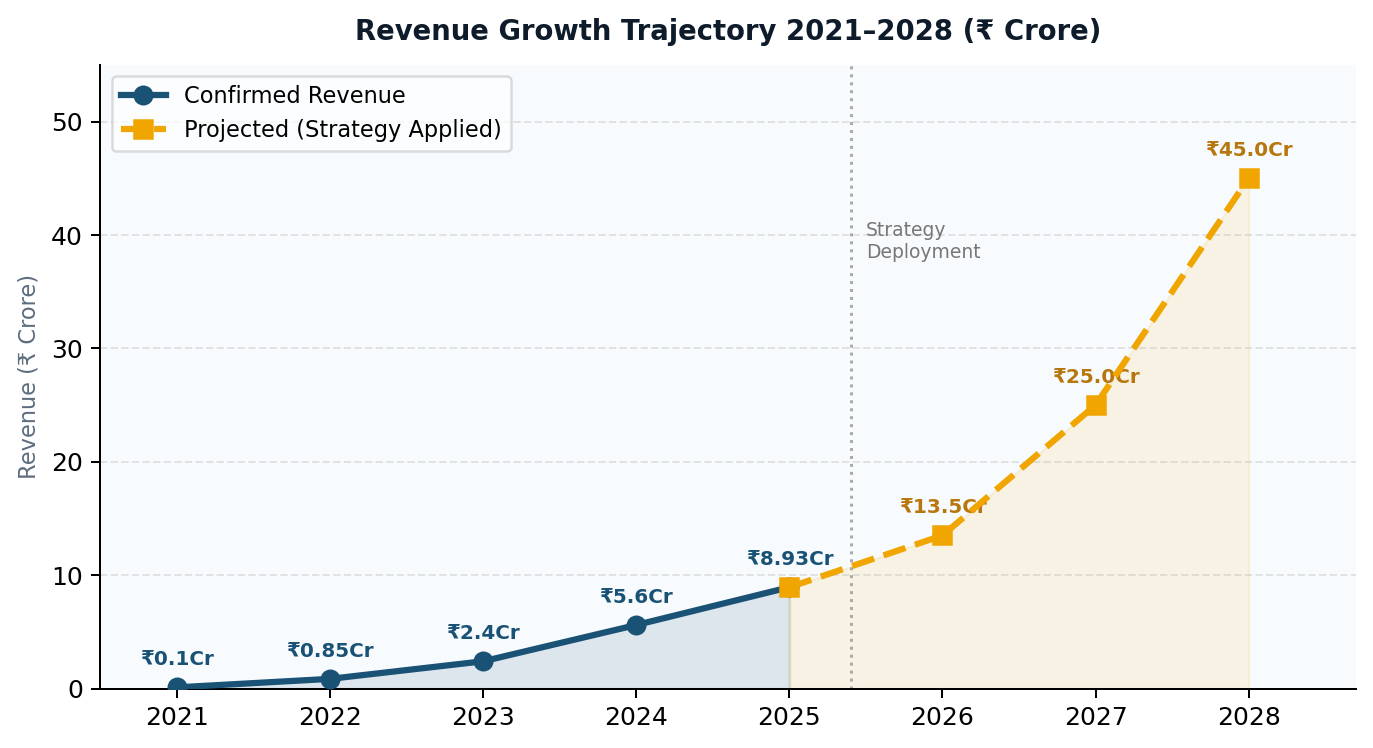 Revenue Growth Trajectory 2021–2028 (₹ Crore)
Confirmed Revenue
Projected (Strategy Applied)
Revenue (₹ Crore)
50
40
30
20
10
0
Strategy
Deployment
₹0.1Cr
₹0.85Cr
₹2.4Cr
₹5.6Cr
₹8.93Cr
₹13.5Cr
₹25.0Cr
₹45.0Cr
2021
2022
2023
2024
2025
2026
2027
2028